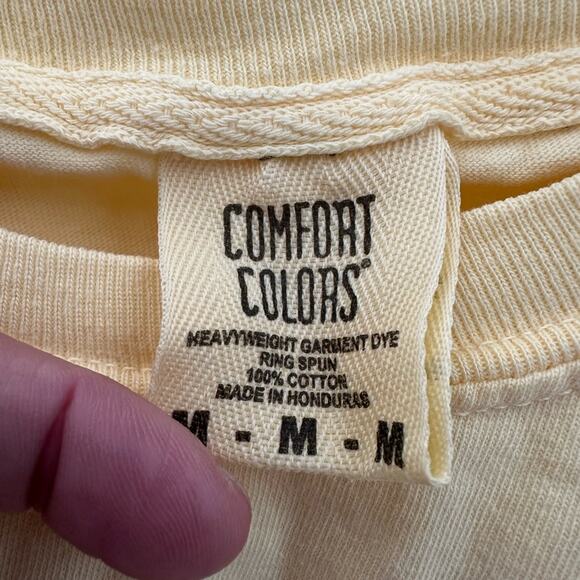 COMFORT
COLORS®
HEAVYWEIGHT GARMENT DYE
RING SPUN
100% COTTON
MADE IN HONDURAS
M - M - M